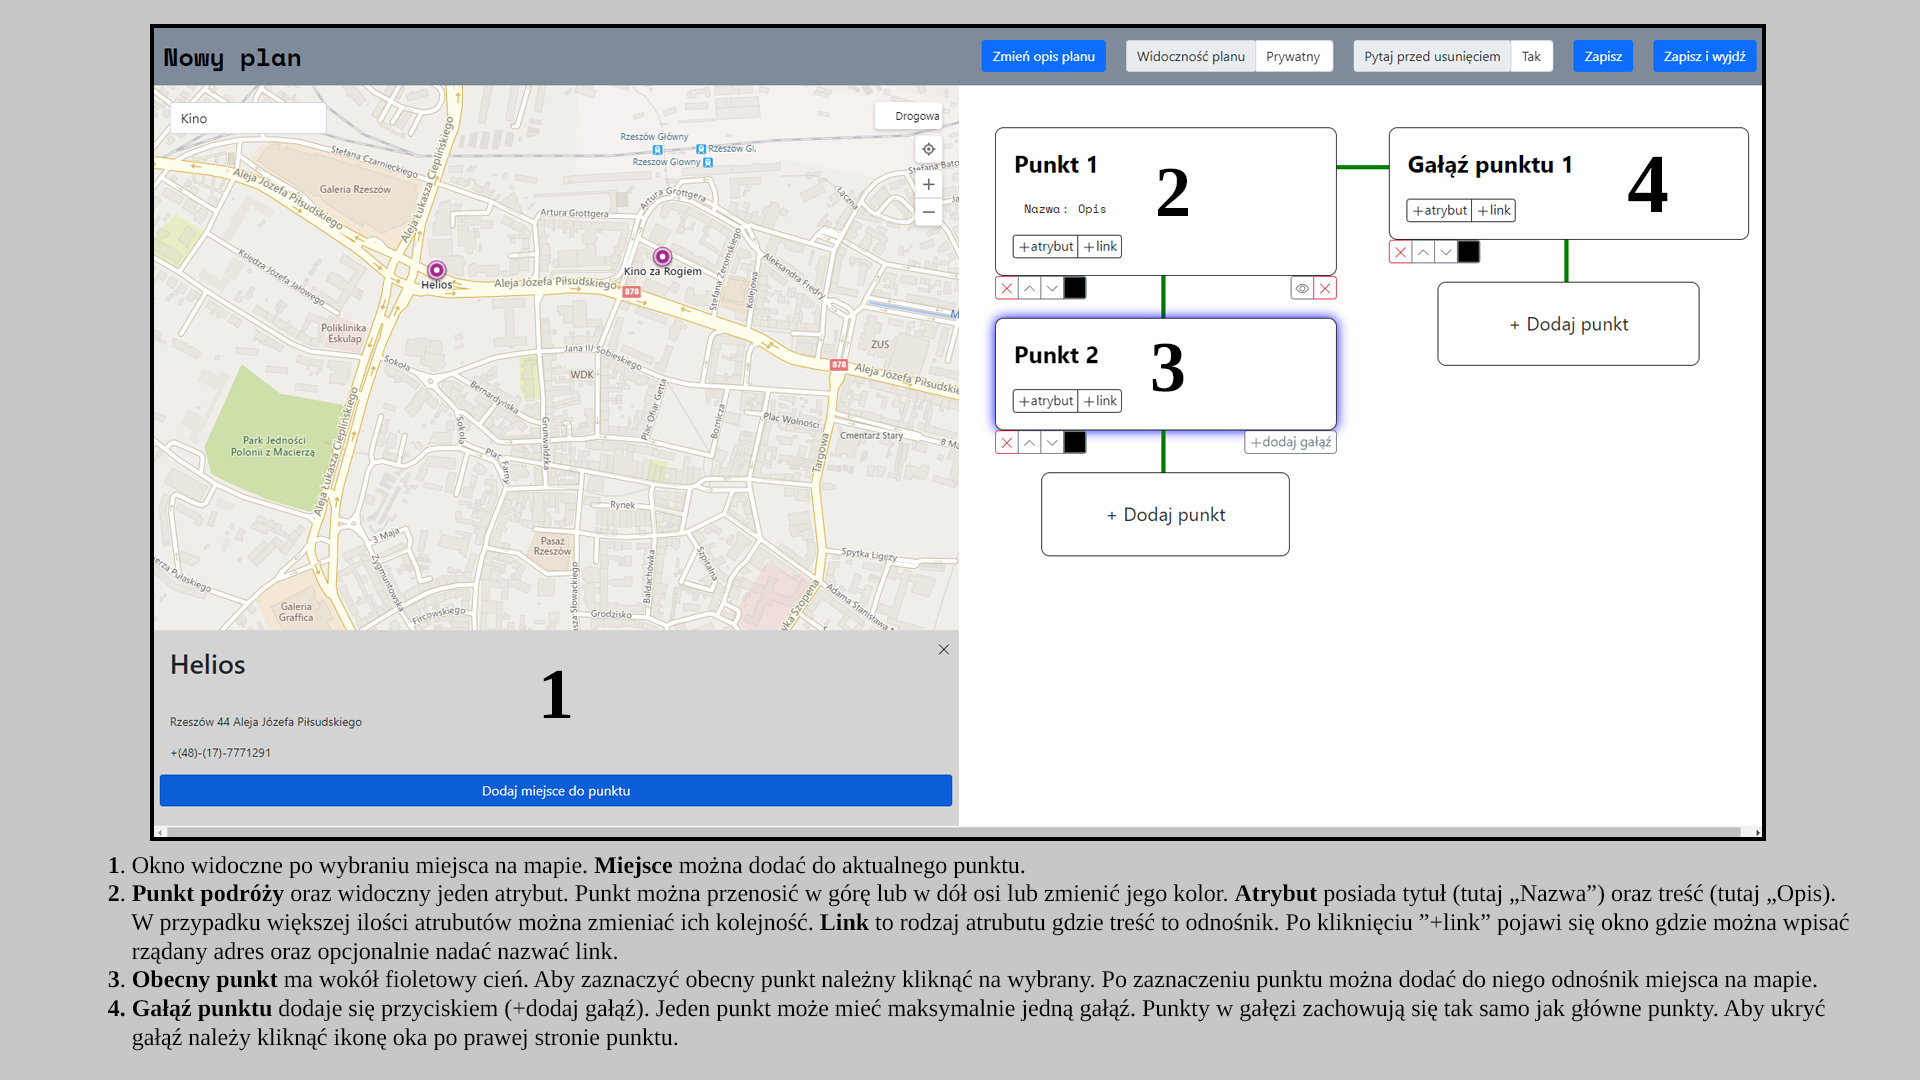 Nowy plan
Zmień opis planu
Widoczność planu Prywatny
Pytaj przed usunięciem Tak
Zapisz
Zapisz i wyjdź
Kino
Drogowa
Rzeszów Główny
Rzeszów Gł.
Rzeszow Glowny
Stefana Bato
Stefana Czarnieckiego
Aleja Józefa Piłsudskiego
Galeria Rzeszów
Aleja Łukasza Cieplińskiego
Artura Grottgera
Artura Grottgera
Łączna
Księdza Józefa Jałowego
Helios
Kino za Rogiem
Aleja Józefa Piłsudskiego
878
Stefana Żeromskiego
Kolejowa
Aleksandra Fredry
Poliklinika
Eskulap
Sokoła
Jana III Sobieskiego
WDK
ZUS
878
Aleja Józefa Piłsudskie
Bernardyńska
Sokoła
Grunwaldzka
Plac Ofiar Getta
Bożnicza
Plac Wolności
Cmentarz Stary
8 Ma
Targowa
Park Jedności
Polonii z Macierzą
Aleja Łukasza Cieplińskiego
Plac Farny
Rynek
3 Maja
Pasaż
Rzeszów
Zygmuntowska
Szpitalna
Spytka Ligęzy
erza Pułaskiego
Galeria
Graffica
Fircowskiego
usza Słowackiego
Baldachówka
Grodzisko
wka Szopena
Adama Stanisława
Helios
1
Rzeszów 44 Aleja Józefa Piłsudskiego
+(48)-(17)-7771291
Dodaj miejsce do punktu
Punkt 1
2
Nazwa: Opis
+atrybut +link
Punkt 2
3
+atrybut +link
+dodaj gałąź
+ Dodaj punkt
Gałąź punktu 1
4
+atrybut +link
+ Dodaj punkt
1. Okno widoczne po wybraniu miejsca na mapie. Miejsce można dodać do aktualnego punktu.
2. Punkt podróży oraz widoczny jeden atrybut. Punkt można przenosić w górę lub w dół osi lub zmienić jego kolor. Atrybut posiada tytuł (tutaj „Nazwa”) oraz treść (tutaj „Opis).
W przypadku większej ilości atrubutów można zmieniać ich kolejność. Link to rodzaj atrubutu gdzie treść to odnośnik. Po kliknięciu ”+link” pojawi się okno gdzie można wpisać
rządany adres oraz opcjonalnie nadać nazwać link.
3. Obecny punkt ma wokół fioletowy cień. Aby zaznaczyć obecny punkt należny kliknąć na wybrany. Po zaznaczeniu punktu można dodać do niego odnośnik miejsca na mapie.
4. Gałąź punktu dodaje się przyciskiem (+dodaj gałąź). Jeden punkt może mieć maksymalnie jedną gałąź. Punkty w gałęzi zachowują się tak samo jak główne punkty. Aby ukryć
gałąź należy kliknąć ikonę oka po prawej stronie punktu.